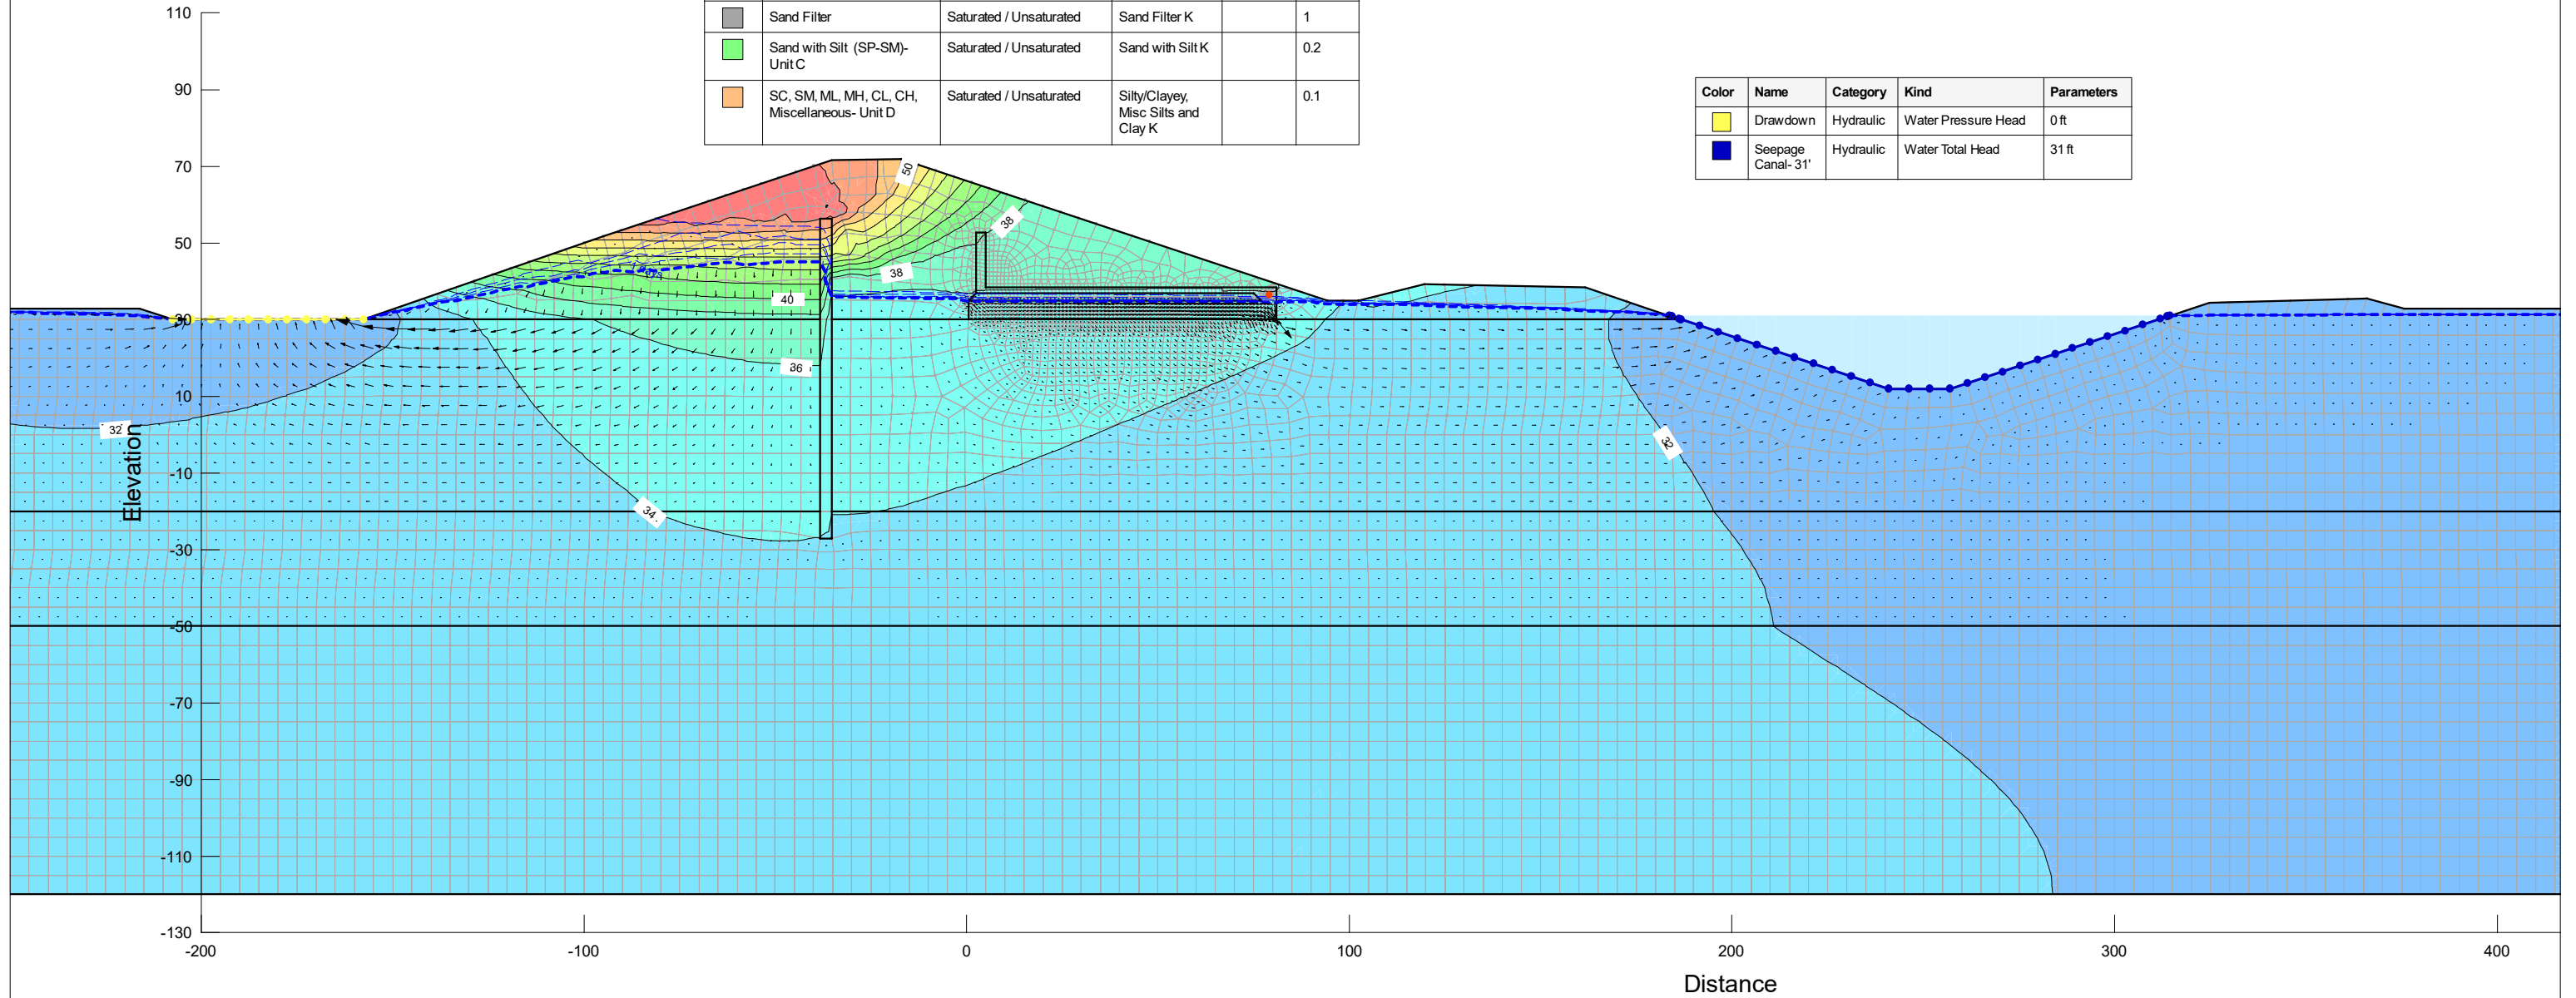 Sand Filter Saturated / Unsaturated Sand Filter K 1
Sand with Silt (SP-SM)- Saturated / Unsaturated Sand with Silt K 0.2
Unit C
SC, SM, ML, MH, CL, CH, Saturated / Unsaturated Silty/Clayey, 0.1
Miscellaneous- Unit D Misc Silts and
Clay K
Color Name Category Kind Parameters
Drawdown Hydraulic Water Pressure Head 0 ft
Seepage Hydraulic Water Total Head 31 ft
Canal- 31'
110
90
70
50
30
10
-10
-30
-50
-70
-90
-110
-130
Elevation
50
38
38
40
36
34
32
32
-200 -100 0 100 200 300 400
Distance